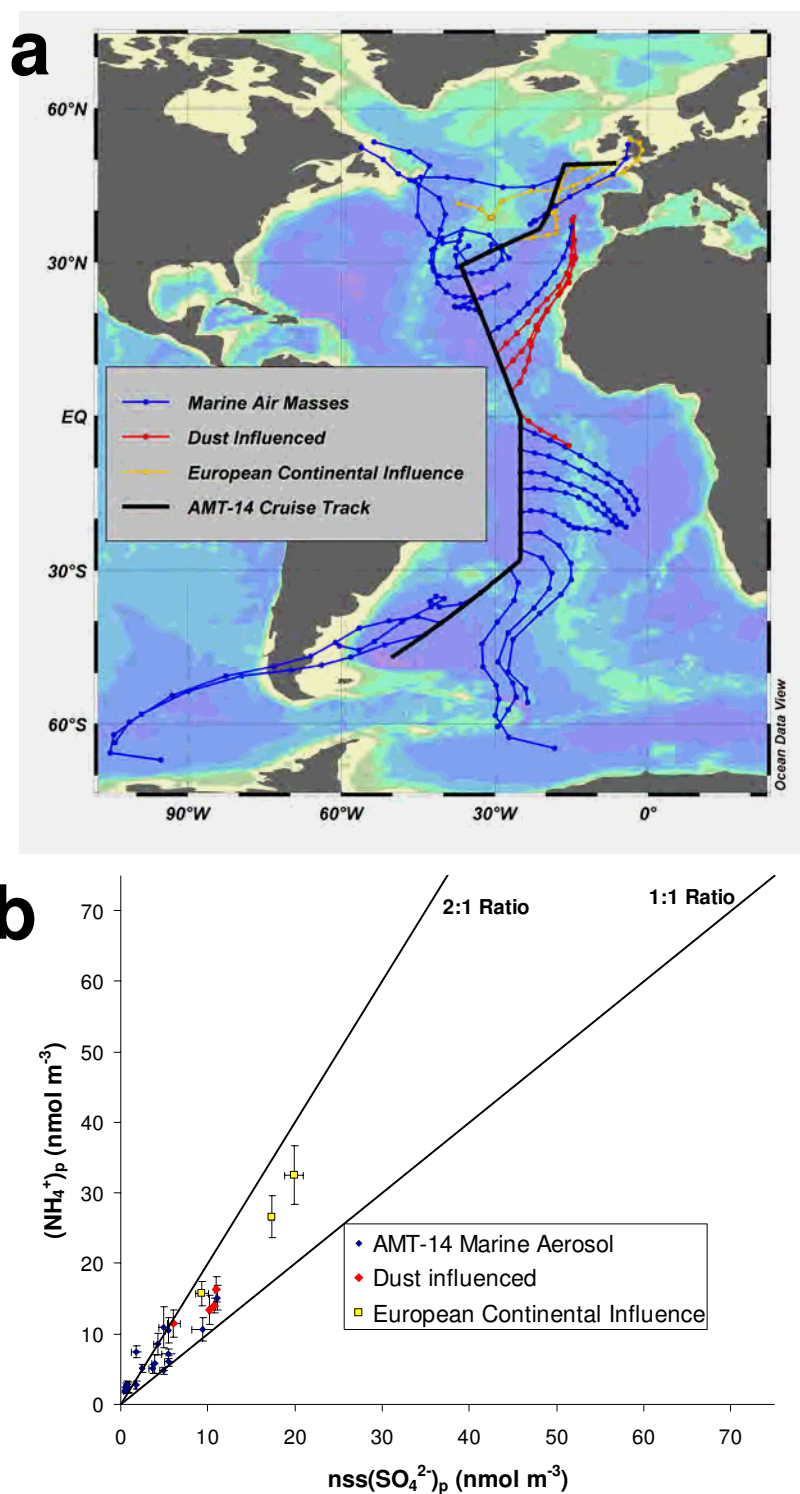 a
60°N
30°N
EQ
30°S
60°S
Marine Air Masses
Dust Influenced
European Continental Influence
AMT-14 Cruise Track
Ocean Data View
90°W 60°W 30°W 0°
b
2:1 Ratio
1:1 Ratio
70
60
50
40
30
20
10
0
(NH₄⁺)ₚ (nmol m⁻³)
AMT-14 Marine Aerosol
Dust influenced
European Continental Influence
0 10 20 30 40 50 60 70
nss(SO₄²⁻)ₚ (nmol m⁻³)